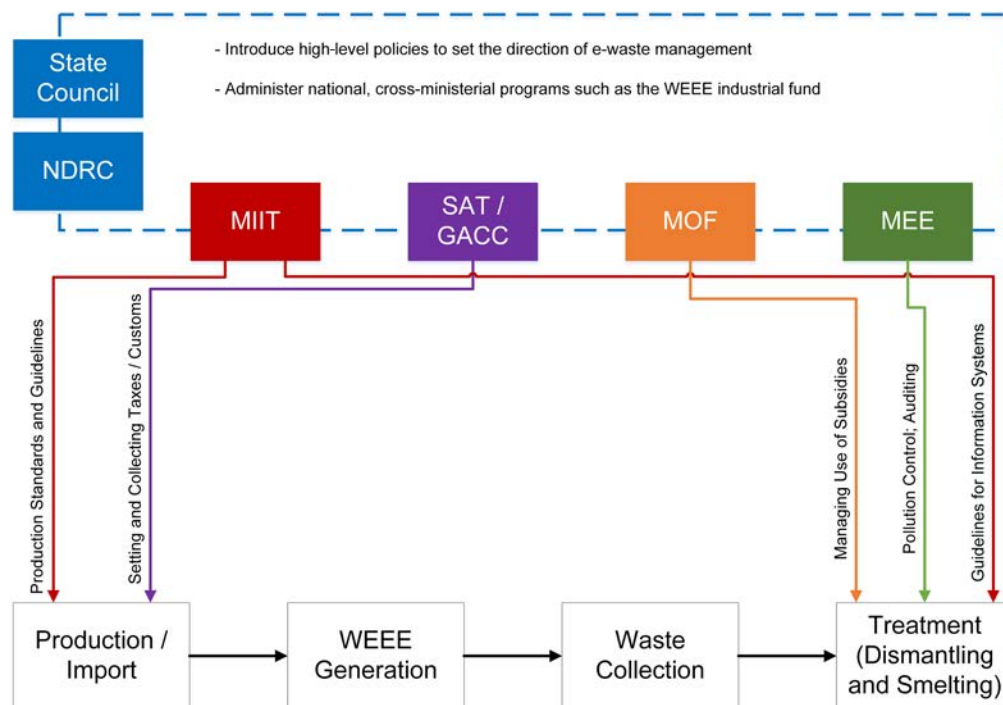 - Introduce high-level policies to set the direction of e-waste management
- Administer national, cross-ministerial programs such as the WEEE industrial fund
State
Council
NDRC
MIIT
SAT /
GACC
MOF
MEE
Production Standards and Guidelines
Setting and Collecting Taxes / Customs
Managing Use of Subsidies
Pollution Control; Auditing
Guidelines for Information Systems
Production /
Import
WEEE
Generation
Waste
Collection
Treatment
(Dismantling
and Smelting)